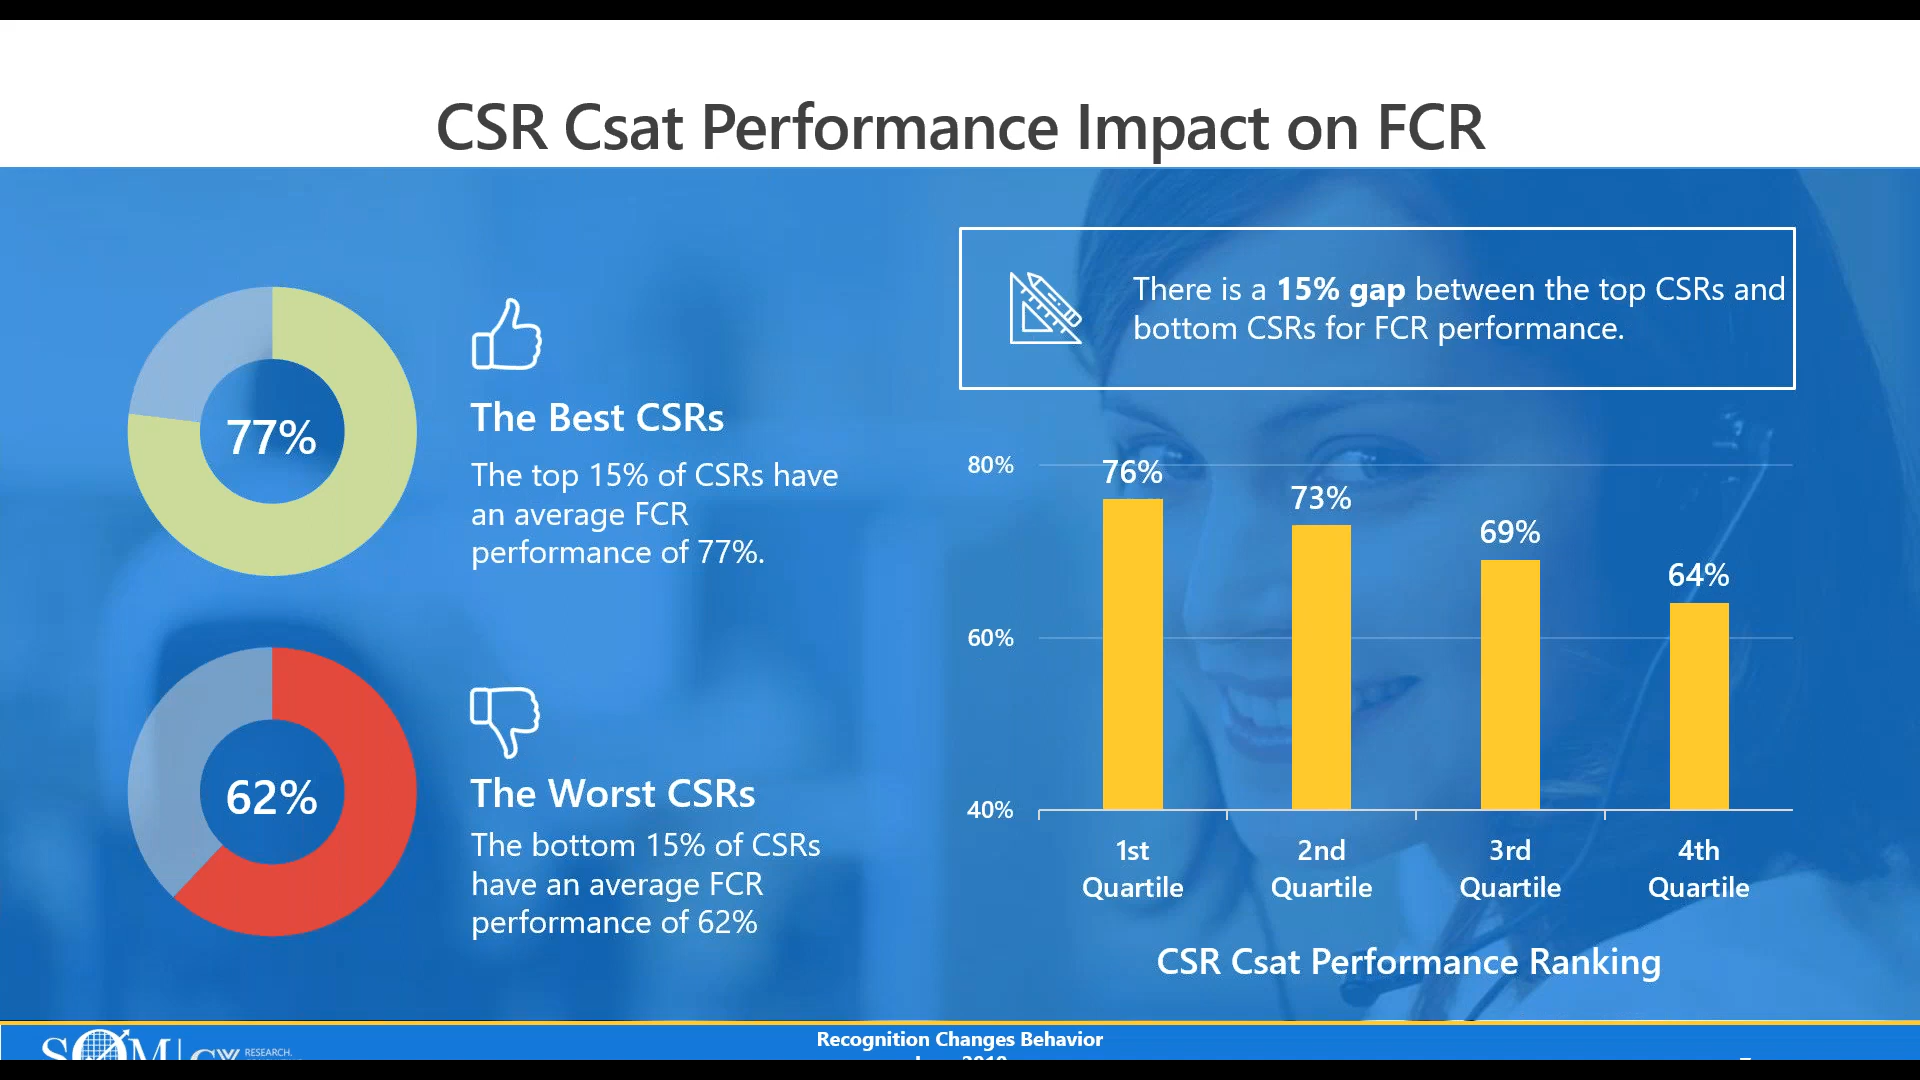 CSR Csat Performance Impact on FCR
77%
The Best CSRs
The top 15% of CSRs have
an average FCR
performance of 77%.
62%
The Worst CSRs
The bottom 15% of CSRs
have an average FCR
performance of 62%
There is a 15% gap between the top CSRs and
bottom CSRs for FCR performance.
80%
60%
40%
76%
73%
69%
64%
1st
Quartile
2nd
Quartile
3rd
Quartile
4th
Quartile
CSR Csat Performance Ranking
SQM
RESEARCH.
Recognition Changes Behavior